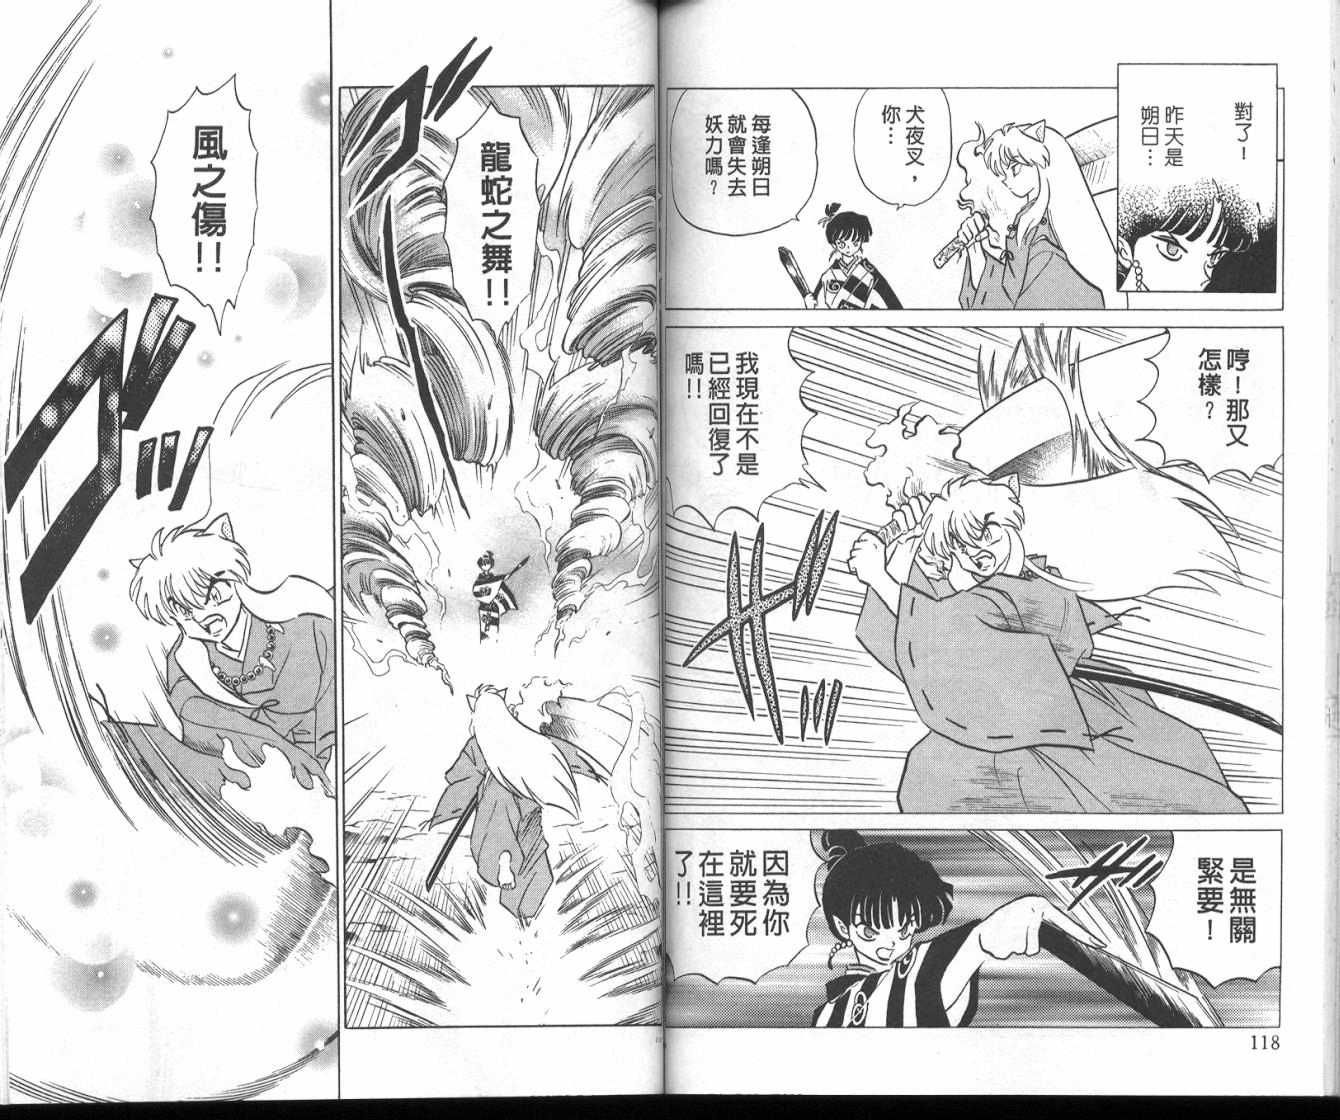 對了！
昨天是
朔日…
犬夜叉，
你…
每逢朔日
就會失去
妖力嗎？
哼！那又
怎樣？
我現在不是
已經回復了
嗎！！
是無關
緊要！
因為你
就要死
在這裡
了！！
118
龍蛇之舞！！
風之傷！！